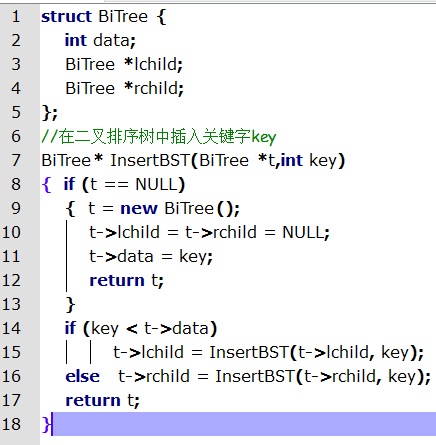 1 struct BiTree {
2 int data;
3 BiTree *lchild;
4 BiTree *rchild;
5 };
6 //在二叉排序树中插入关键字key
7 BiTree* InsertBST(BiTree *t,int key)
8 { if (t == NULL)
9 { t = new BiTree();
10 t->lchild = t->rchild = NULL;
11 t->data = key;
12 return t;
13 }
14 if (key < t->data)
15 t->lchild = InsertBST(t->lchild, key);
16 else t->rchild = InsertBST(t->rchild, key);
17 return t;
18 }